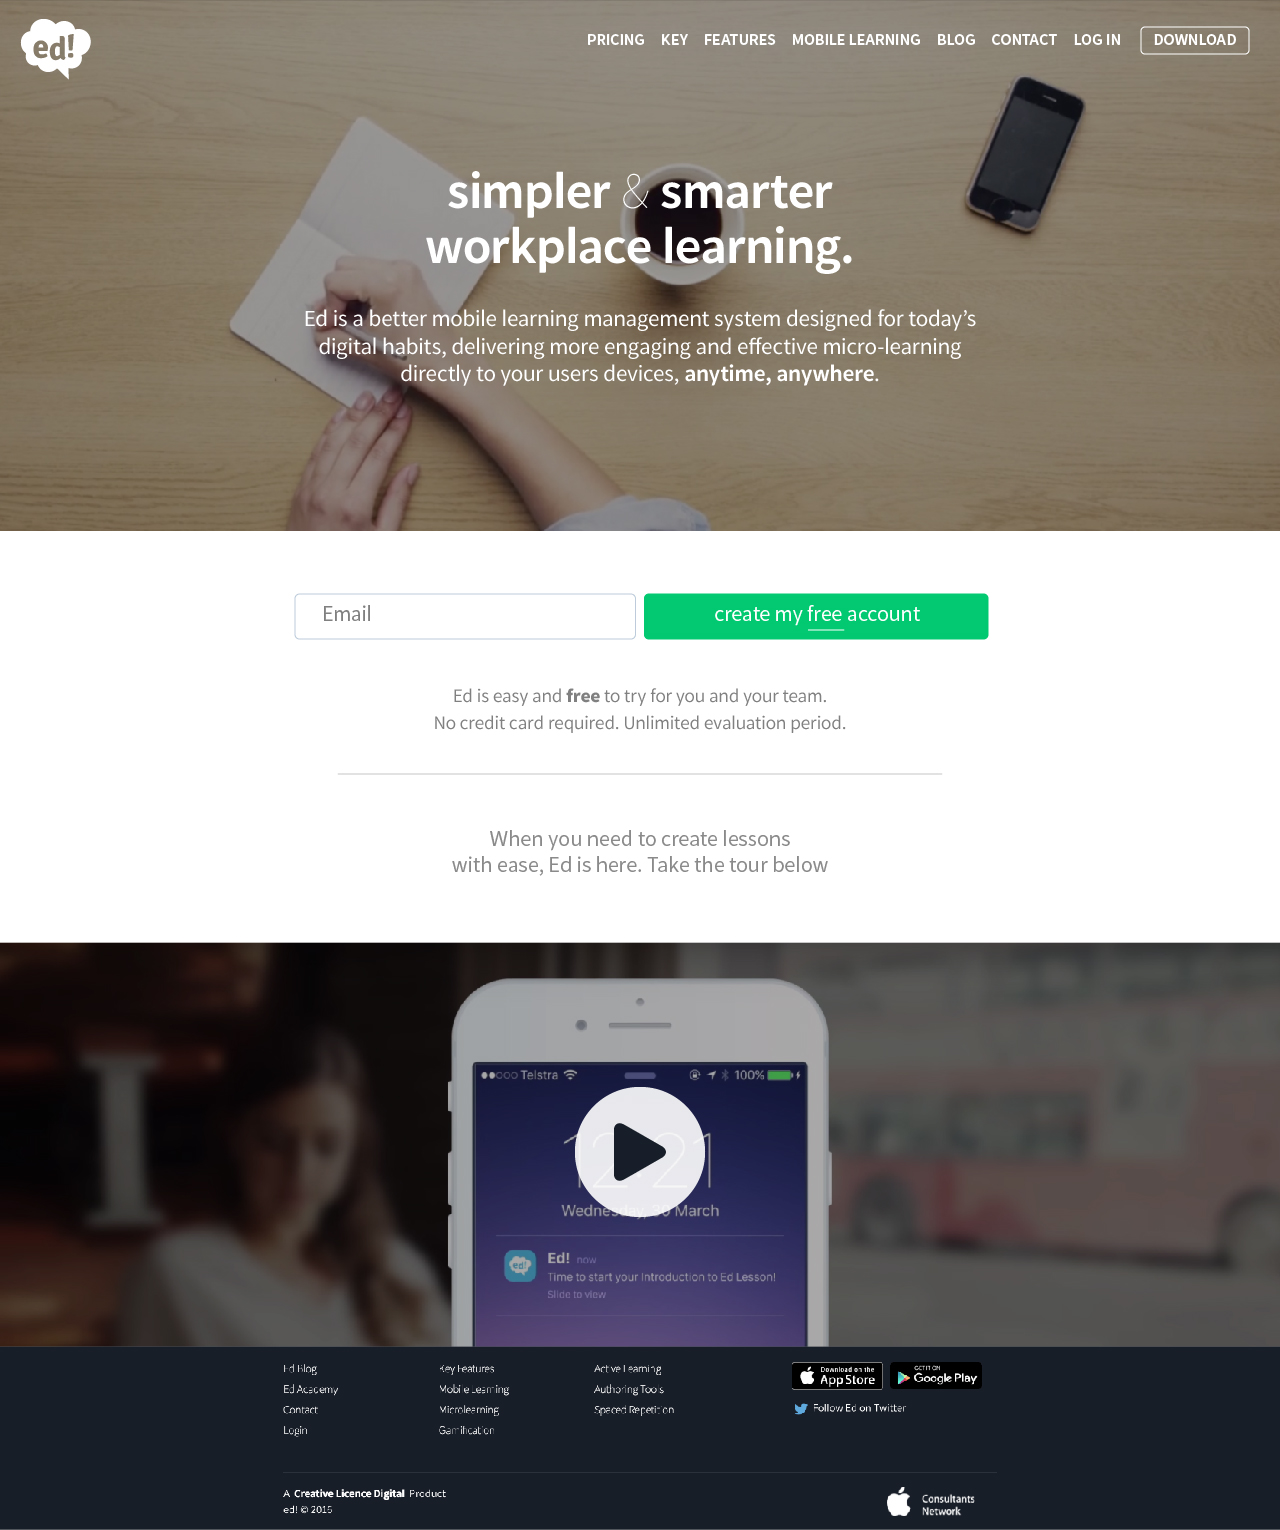 ed!
PRICING KEY FEATURES MOBILE LEARNING BLOG CONTACT LOG IN DOWNLOAD
simpler & smarter
workplace learning.
Ed is a better mobile learning management system designed for today's
digital habits, delivering more engaging and effective micro-learning
directly to your users devices, anytime, anywhere.
Email
create my free account
Ed is easy and free to try for you and your team.
No credit card required. Unlimited evaluation period.
When you need to create lessons
with ease, Ed is here. Take the tour below
Telstra 100%
12:21
Wednesday, 30 March
ed!
Ed! now
Time to start your Introduction to Ed Lesson!
Slide to view
Ed Blog
Ed Academy
Contact
Login
Key Features
Mobile Learning
Microlearning
Gamification
Active Learning
Authoring Tools
Spaced Repetition
Download on the
App Store
GET IT ON
Google Play
Follow Ed on Twitter
A Creative Licence Digital Product
ed! © 2015
Consultants
Network